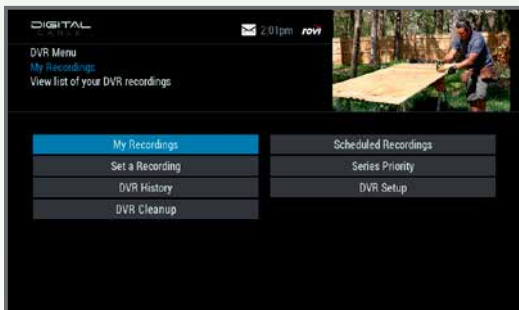 DIGITAL
CABLE
2:01pm rovi
DVR Menu
My Recordings
View list of your DVR recordings
My Recordings
Scheduled Recordings
Set a Recording
Series Priority
DVR History
DVR Setup
DVR Cleanup